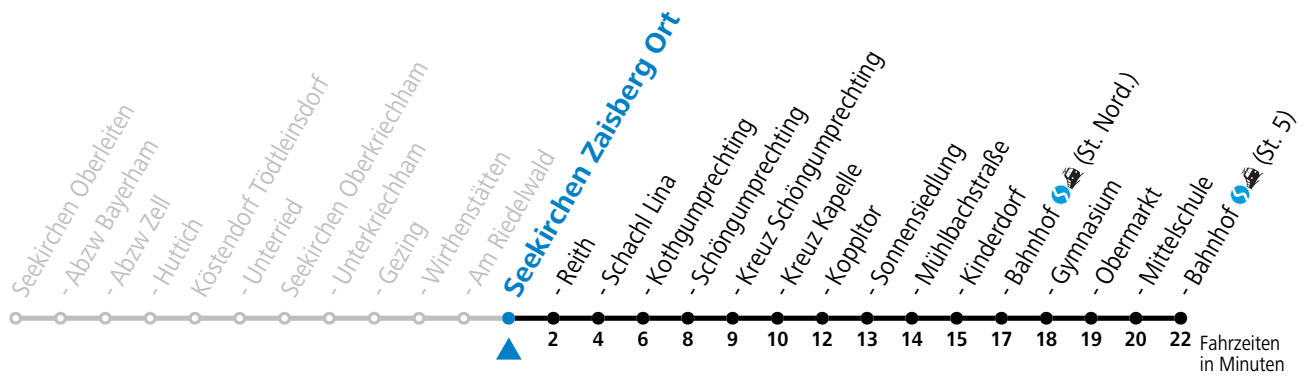 Seekirchen Oberleiten
- Abzw Bayerham
- Abzw Zell
- Huttich
Köstendorf Tödtleinsdorf
- Unterried
Seekirchen Oberkriechham
- Unterkriechham
- Gezing
- Wirthenstätten
- Am Riedelwald
Seekirchen Zaisberg Ort
- Reith
- Schachl Lina
- Kothgumprechting
- Schöngumprechting
- Kreuz Schöngumprechting
- Kreuz Kapelle
- Koppltor
- Sonnensiedlung
- Mühlbachstraße
- Kinderdorf
- Bahnhof (St. Nord.)
- Gymnasium
- Obermarkt
- Mittelschule
- Bahnhof (St. 5)
2 4 6 8 9 10 12 13 14 15 17 18 19 20 22
Fahrzeiten
in Minuten